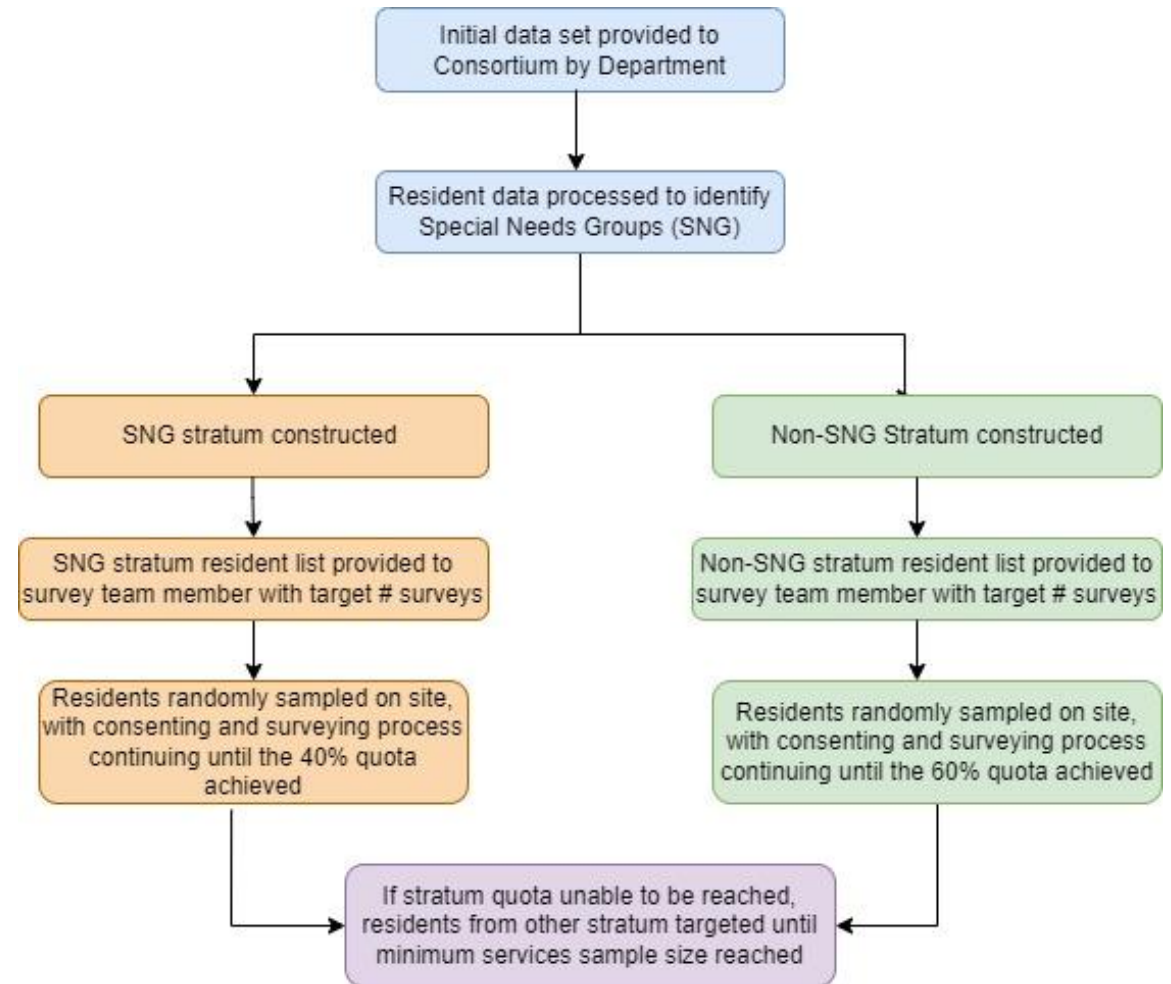 Initial data set provided to
Consortium by Department
Resident data processed to identify
Special Needs Groups (SNG)
SNG stratum constructed
Non-SNG Stratum constructed
SNG stratum resident list provided to
survey team member with target # surveys
Non-SNG stratum resident list provided to
survey team member with target # surveys
Residents randomly sampled on site,
with consenting and surveying process
continuing until the 40% quota
achieved
Residents randomly sampled on site,
with consenting and surveying process
continuing until the 60% quota achieved
If stratum quota unable to be reached,
residents from other stratum targeted until
minimum services sample size reached